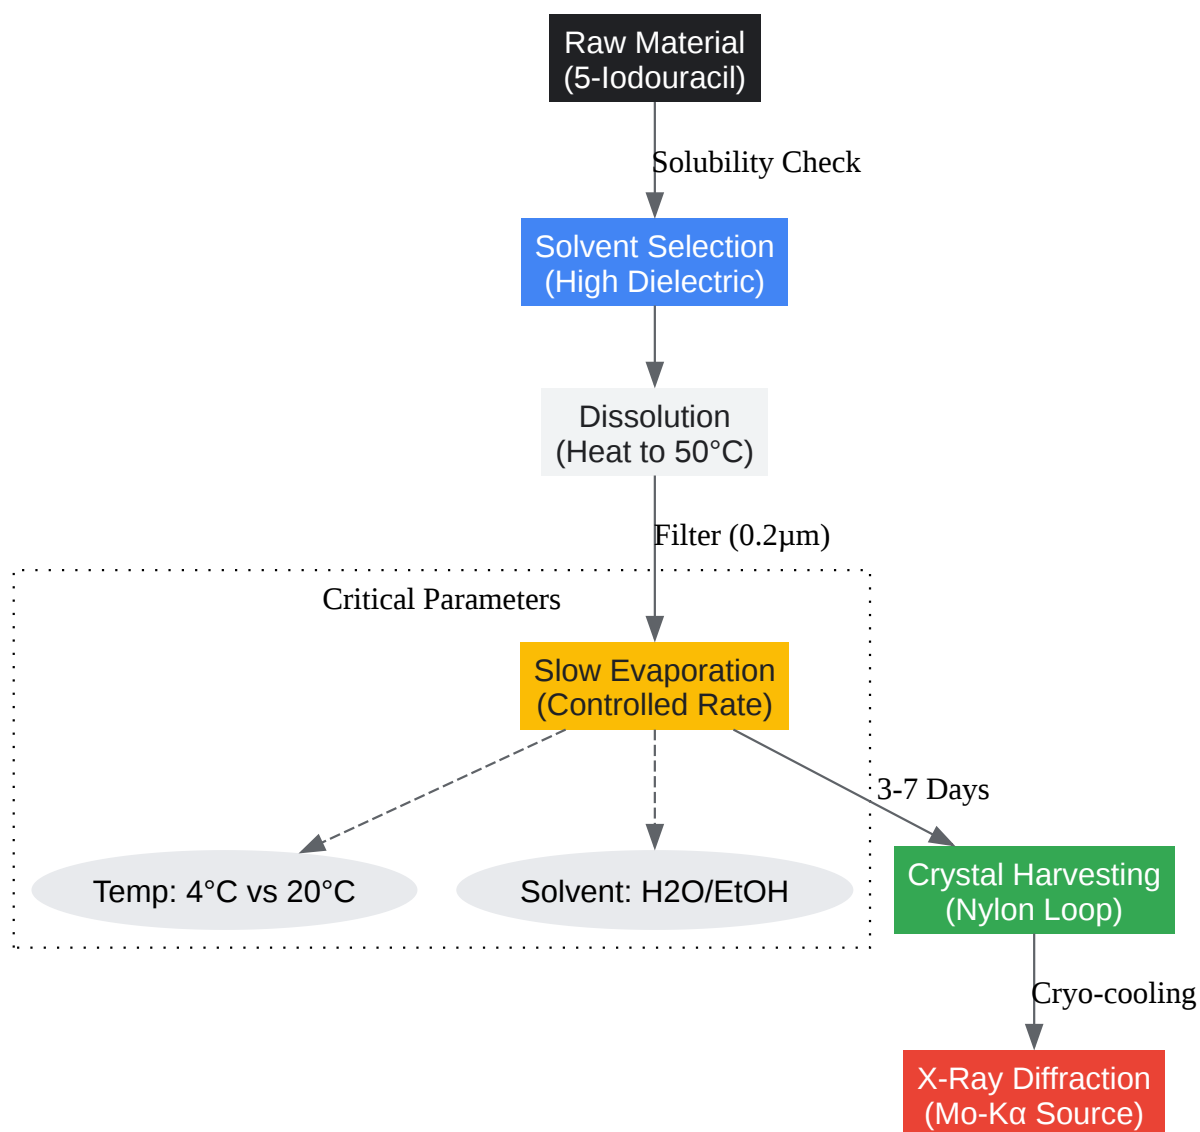 Raw Material
(5-Iodouracil)
Solubility Check
Solvent Selection
(High Dielectric)
Dissolution
(Heat to 50°C)
Filter (0.2µm)
Critical Parameters
Slow Evaporation
(Controlled Rate)
3-7 Days
Temp: 4°C vs 20°C
Solvent: H2O/EtOH
Crystal Harvesting
(Nylon Loop)
Cryo-cooling
X-Ray Diffraction
(Mo-Kα Source)